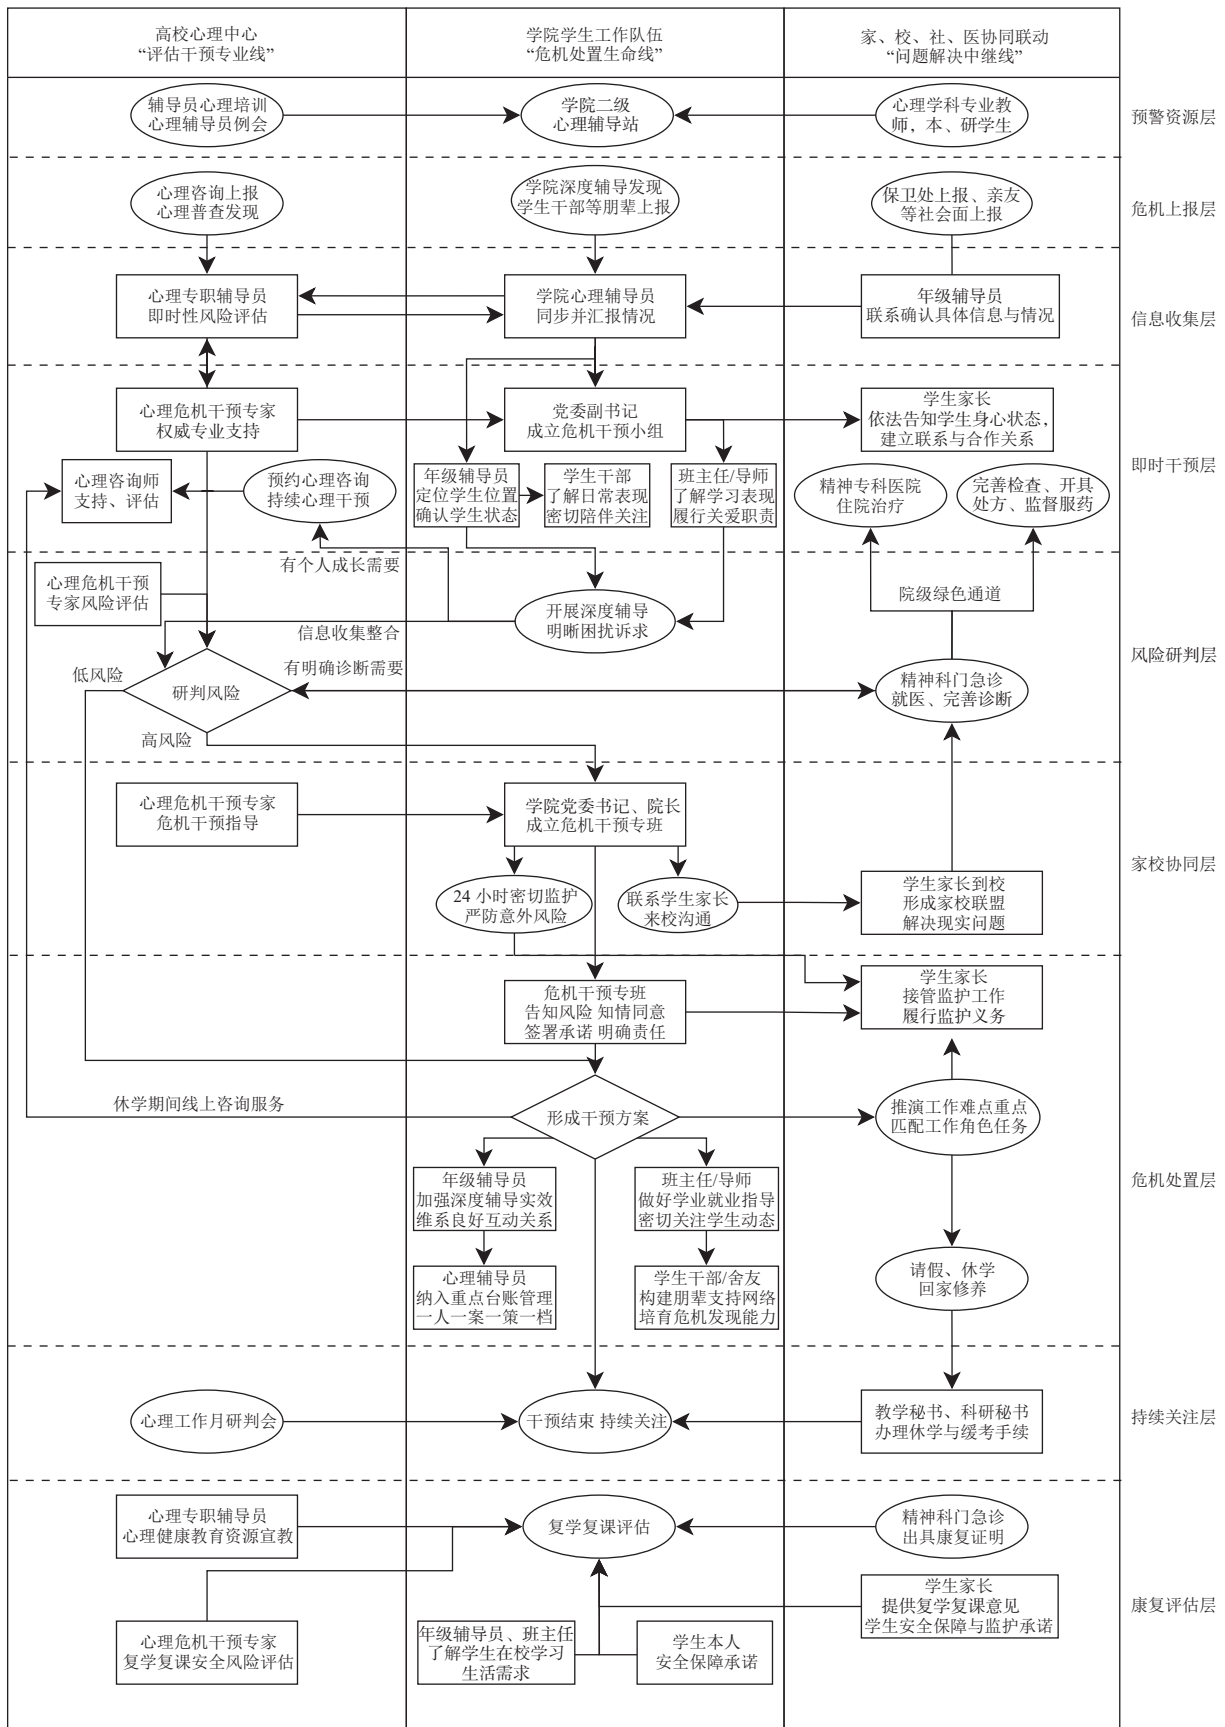 高校心理中心
“评估干预专业线”
学院学生工作队伍
“危机处置生命线”
家、校、社、医协同联动
“问题解决中继线”
辅导员心理培训
心理辅导员例会
学院二级
心理辅导站
心理学科专业教
师，本、研学生
预警资源层
心理咨询上报
心理普查发现
学院深度辅导发现
学生干部等朋辈上报
保卫处上报、亲友
等社会面上报
危机上报层
心理专职辅导员
即时性风险评估
学院心理辅导员
同步并汇报情况
年级辅导员
联系确认具体信息与情况
信息收集层
心理危机干预专家
权威专业支持
党委副书记
成立危机干预小组
学生家长
依法告知学生身心状态，
建立联系与合作关系
即时干预层
心理咨询师
支持、评估
预约心理咨询
持续心理干预
年级辅导员
定位学生位置
确认学生状态
学生干部
了解日常表现
密切陪伴关注
班主任/导师
了解学习表现
履行关爱职责
精神专科医院
住院治疗
完善检查、开具
处方、监督服药
有个人成长需要
心理危机干预
专家风险评估
开展深度辅导
明晰困扰诉求
院级绿色通道
信息收集整合
风险研判层
低风险
有明确诊断需要
研判风险
精神科门急诊
就医、完善诊断
高风险
心理危机干预专家
危机干预指导
学院党委书记、院长
成立危机干预专班
家校协同层
24 小时密切监护
严防意外风险
联系学生家长
来校沟通
学生家长到校
形成家校联盟
解决现实问题
危机干预专班
告知风险 知情同意
签署承诺 明确责任
学生家长
接管监护工作
履行监护义务
休学期间线上咨询服务
形成干预方案
推演工作难点重点
匹配工作角色任务
危机处置层
年级辅导员
加强深度辅导实效
维系良好互动关系
班主任/导师
做好学业就业指导
密切关注学生动态
心理辅导员
纳入重点台账管理
一人一案一策一档
学生干部/舍友
构建朋辈支持网络
培育危机发现能力
请假、休学
回家修养
心理工作月研判会
干预结束 持续关注
教学秘书、科研秘书
办理休学与缓考手续
持续关注层
心理专职辅导员
心理健康教育资源宣教
复学复课评估
精神科门急诊
出具康复证明
学生家长
提供复学复课意见
学生安全保障与监护承诺
康复评估层
心理危机干预专家
复学复课安全风险评估
年级辅导员、班主任
了解学生在校学习
生活需求
学生本人
安全保障承诺